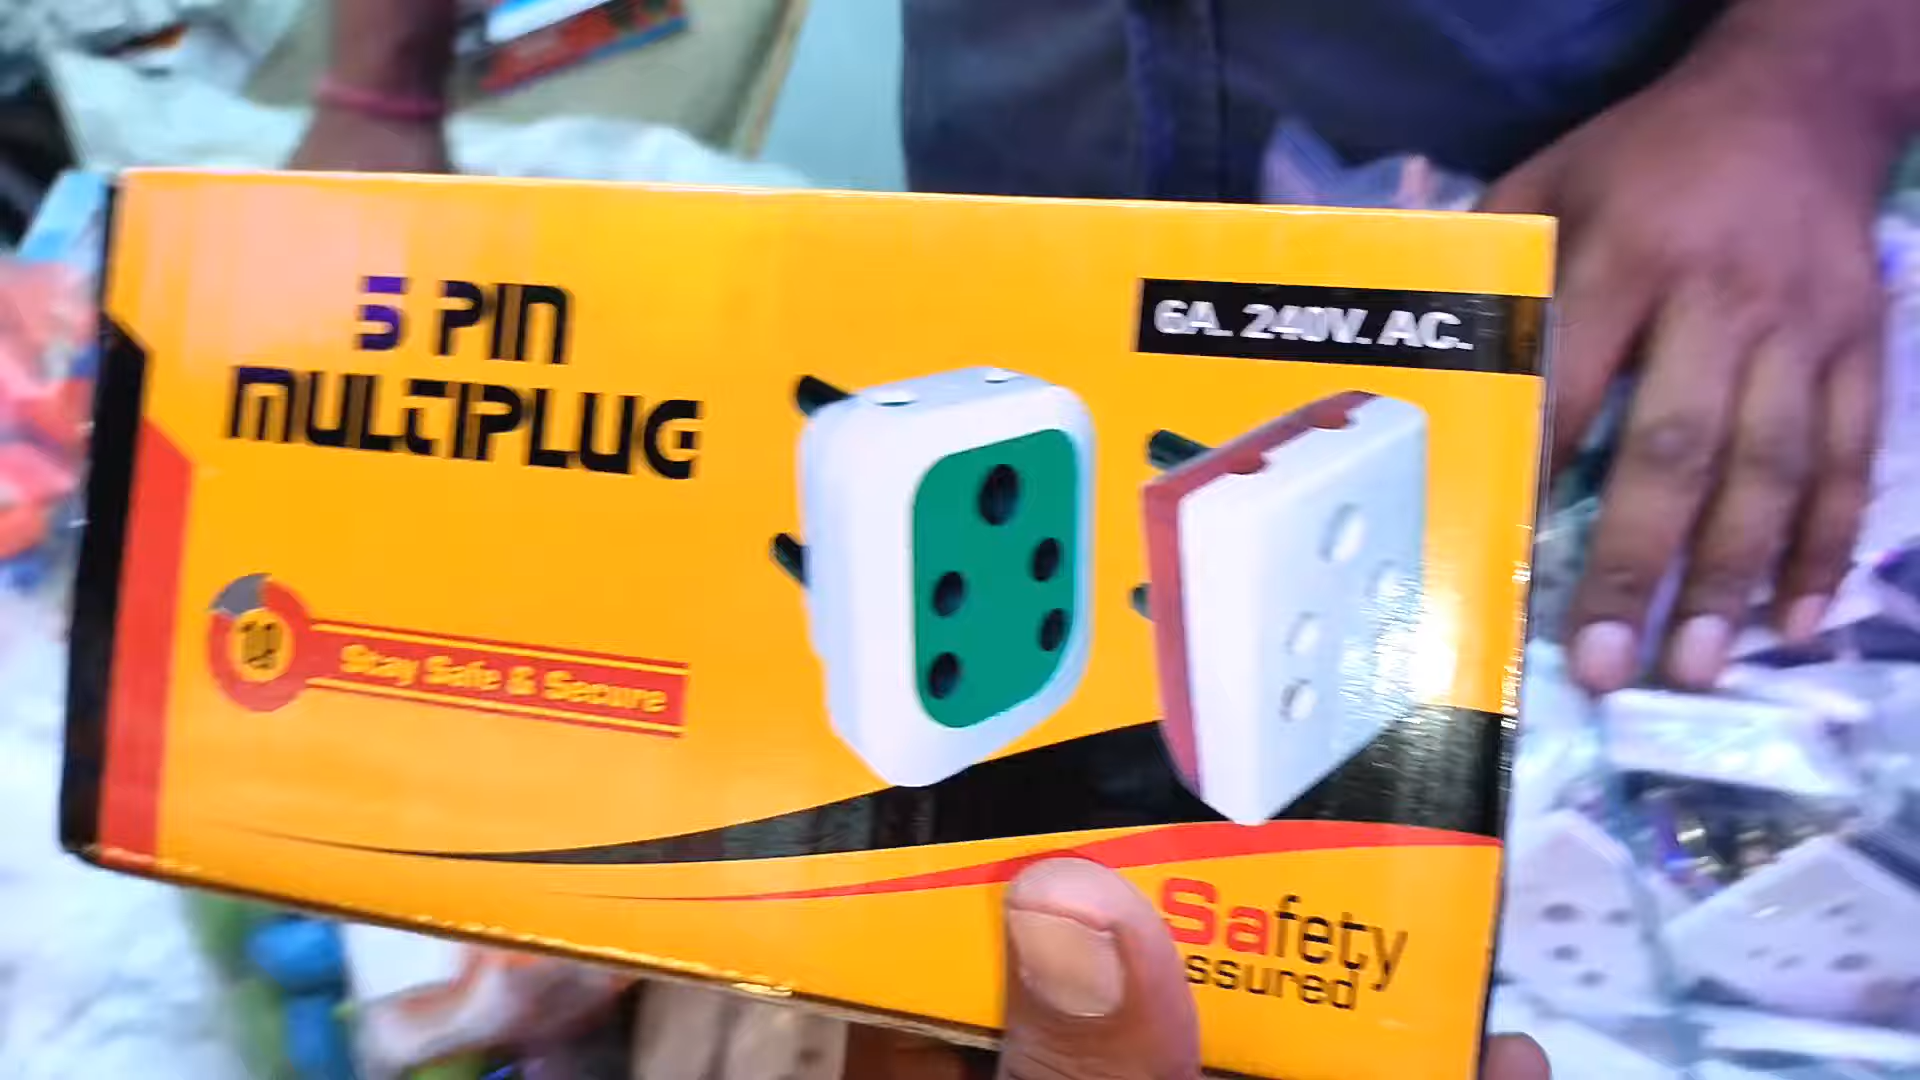 5 PIN
MULTIPLUG
6A. 240V. AC.
Stay Safe & Secure
Safety
ssured